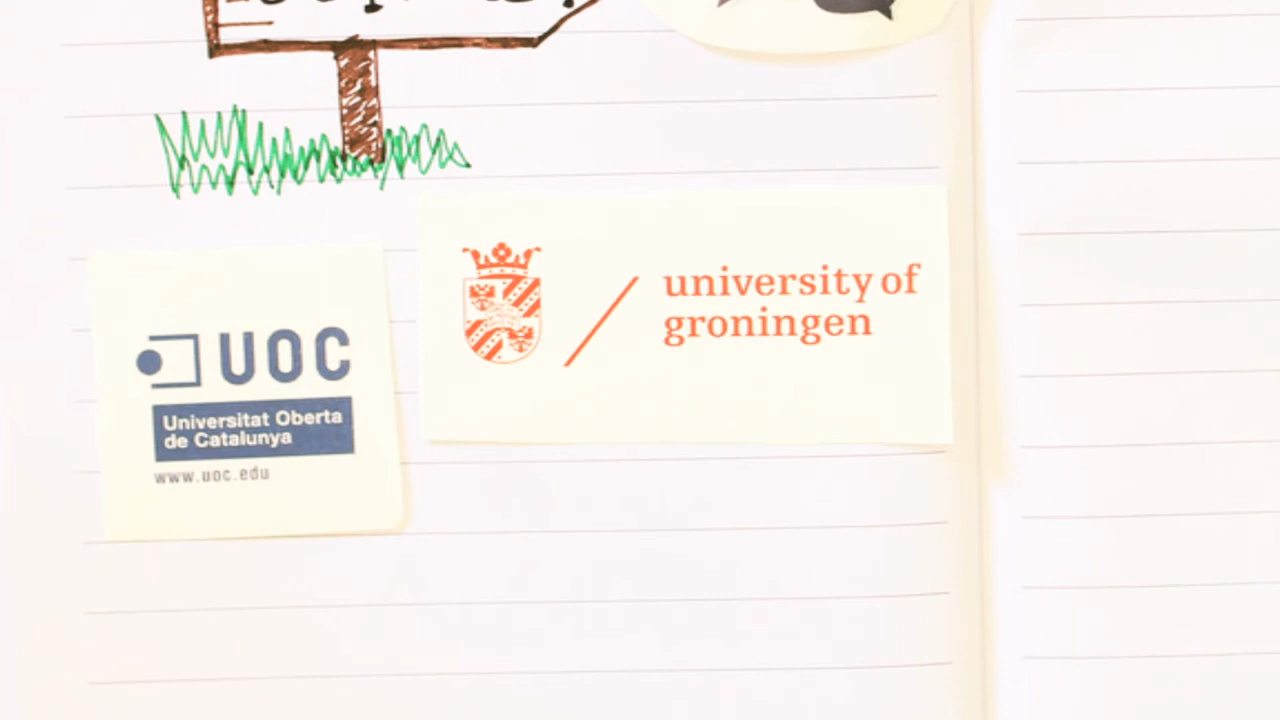 UOC
Universitat Oberta
de Catalunya
www.uoc.edu
university of
groningen